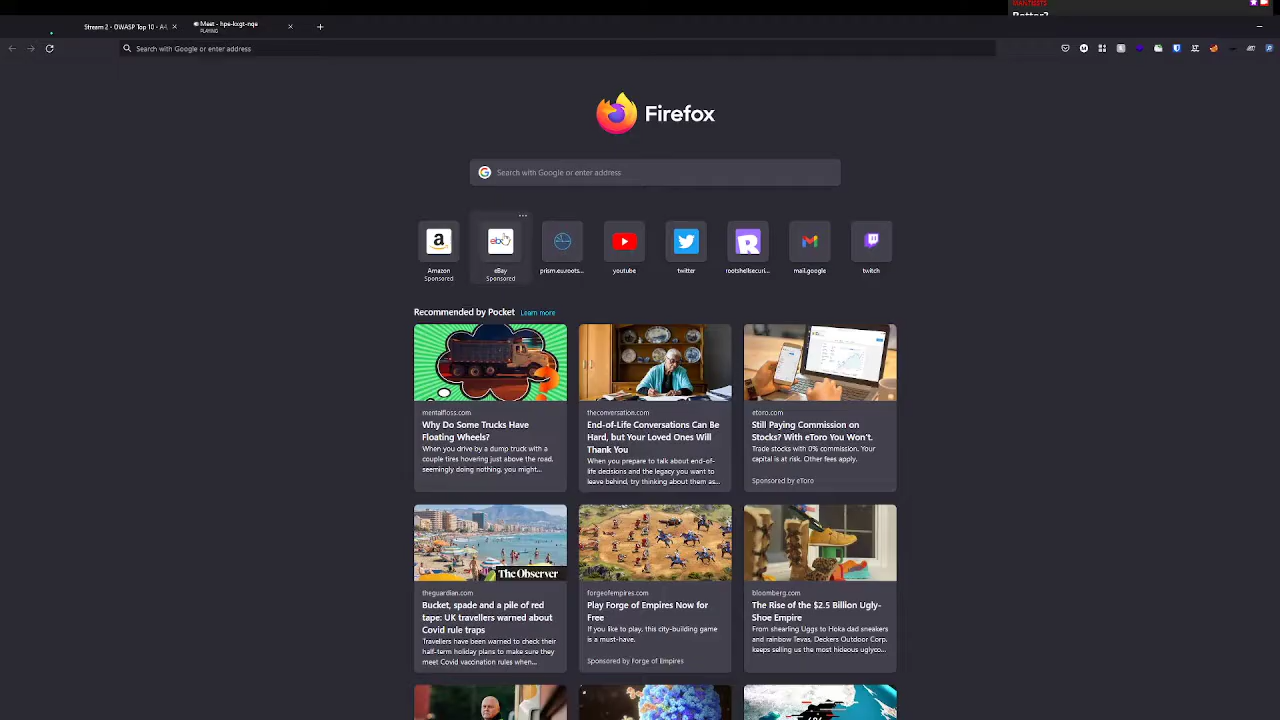 Better?
Stream 2 - OWASP Top 10 - A4
Meet - hpe-kxgt-nqe
PLAYING
Search with Google or enter address
Firefox
Search with Google or enter address
Amazon
Sponsored
eBay
Sponsored
prism.eu.roots...
youtube
twitter
rootshellsecuri...
mail.google
twitch
Recommended by Pocket Learn more
mentalfloss.com
Why Do Some Trucks Have
Floating Wheels?
When you drive by a dump truck with a
couple tires hovering just above the road,
seemingly doing nothing, you might...
theconversation.com
End-of-Life Conversations Can Be
Hard, but Your Loved Ones Will
Thank You
When you prepare to talk about end-of-
life decisions and the legacy you want to
leave behind, try thinking about them as...
etoro.com
Still Paying Commission on
Stocks? With eToro You Won't.
Trade stocks with 0% commission. Your
capital is at risk. Other fees apply.
Sponsored by eToro
The Observer
theguardian.com
Bucket, spade and a pile of red
tape: UK travellers warned about
Covid rule traps
Travellers have been warned to check their
half-term holiday plans to make sure they
meet Covid vaccination rules when...
forgeofempires.com
Play Forge of Empires Now for
Free
If you like to play, this city-building game
is a must-have.
Sponsored by Forge of Empires
bloomberg.com
The Rise of the $2.5 Billion Ugly-
Shoe Empire
From shearling Uggs to Hoka dad sneakers
and rainbow Tevas, Deckers Outdoor Corp.
keeps selling us the most hideous uglyco...